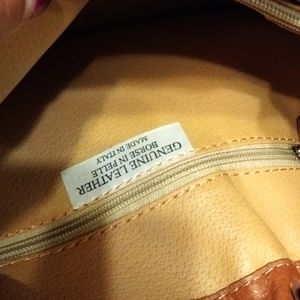 GENUINE LEATHER
BORSE IN PELLE
MADE IN ITALY